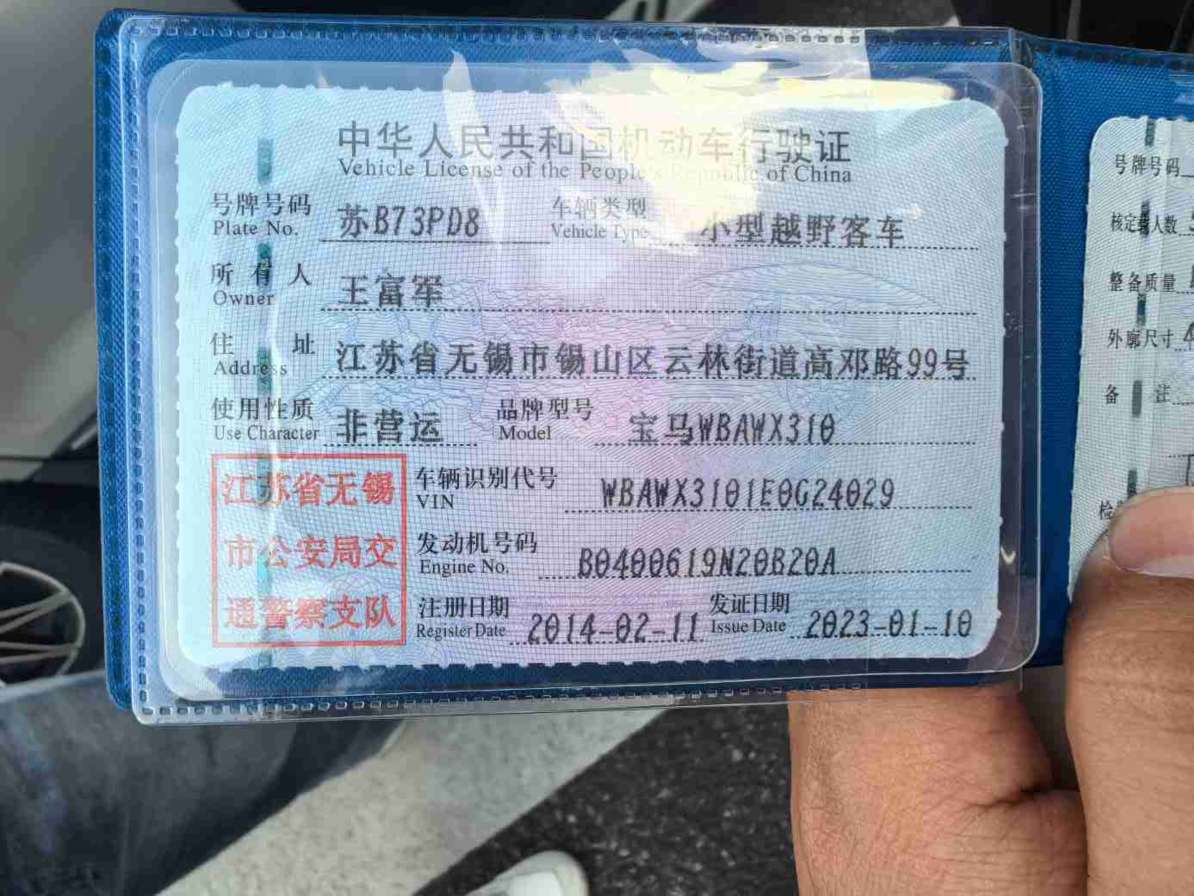 中华人民共和国机动车行驶证
Vehicle License of the People's Republic of China
号牌号码 苏B73PD8 车辆类型 小型越野客车
Plate No. Vehicle Type
所有人 王富军
Owner
住址 江苏省无锡市锡山区云林街道高邓路99号
Address
使用性质 非营运 品牌型号 宝马WBAWX310
Use Character Model
江苏省无锡
市公安局交
通警察支队
车辆识别代号 WBAWX3101E0G24029
VIN
发动机号码 B0400619N20B20A
Engine No.
注册日期 2014-02-11 发证日期 2023-01-10
Register Date Issue Date
号牌号码
核定载人数
整备质量
外廓尺寸 4
备注